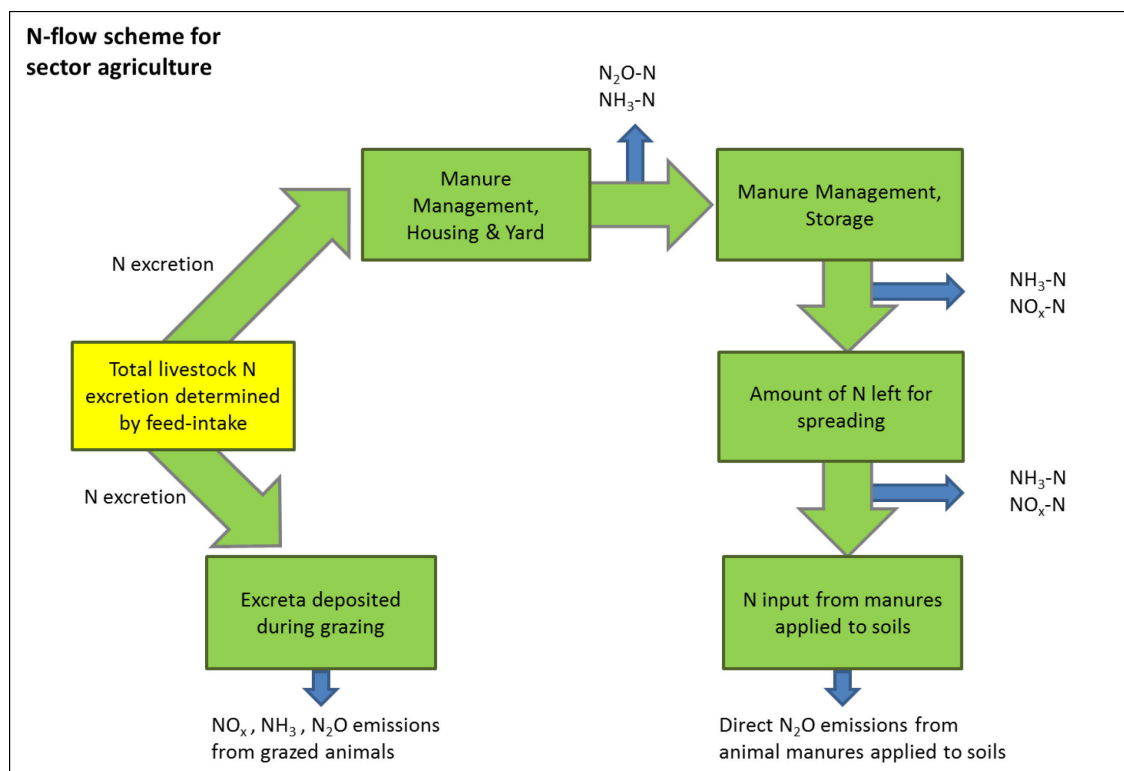 N-flow scheme for
sector agriculture
N₂O-N
NH₃-N
Manure
Management,
Housing & Yard
Manure Management,
Storage
N excretion
NH₃-N
NOₓ-N
Total livestock N
excretion determined
by feed-intake
Amount of N left for
spreading
N excretion
NH₃-N
NOₓ-N
Excreta deposited
during grazing
N input from manures
applied to soils
NOₓ , NH₃ , N₂O emissions
from grazed animals
Direct N₂O emissions from
animal manures applied to soils